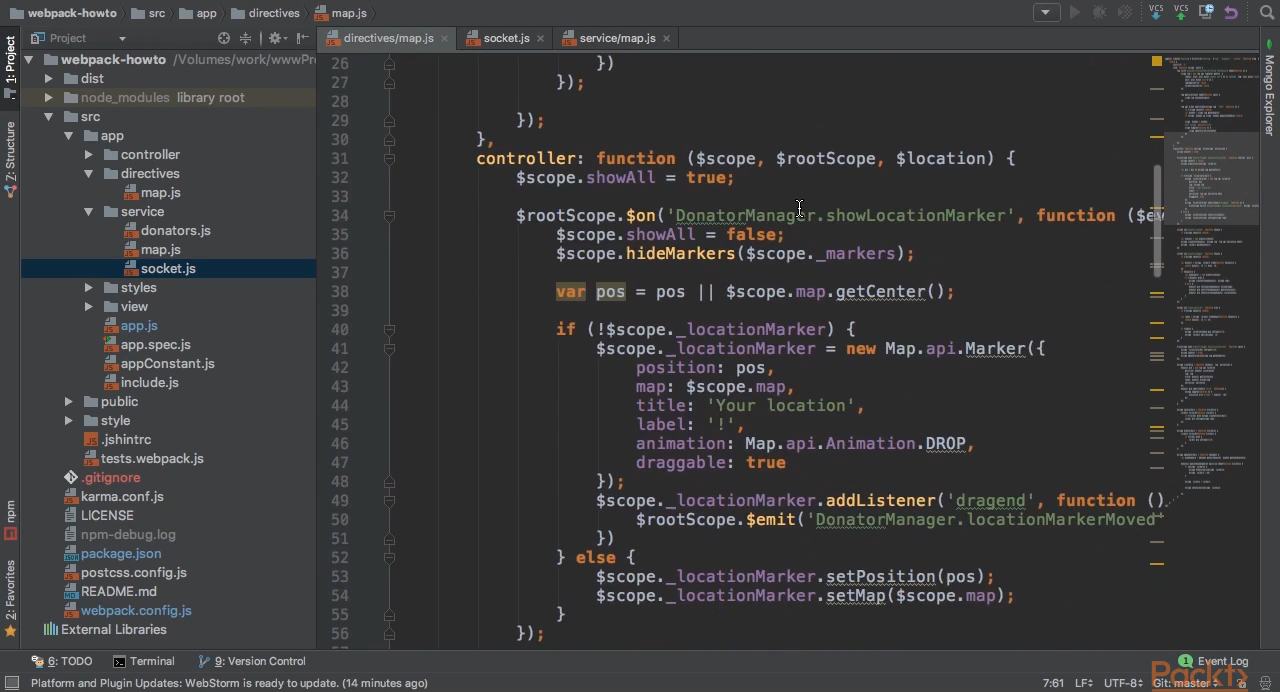 webpack-howto src app directives map.js
VCS VCS
Project
directives/map.js socket.js service/map.js
1: Project
7: Structure
npm
2: Favorites
Mongo Explorer
webpack-howto /Volumes/work/wwwPr
dist
node_modules library root
src
app
controller
directives
map.js
service
donators.js
map.js
socket.js
styles
view
app.js
app.spec.js
appConstant.js
include.js
public
style
.jshintrc
tests.webpack.js
.gitignore
karma.conf.js
LICENSE
npm-debug.log
package.json
postcss.config.js
README.md
webpack.config.js
External Libraries
26 })
27 });
28
29 });
30 },
31 controller: function ($scope, $rootScope, $location) {
32 $scope.showAll = true;
33
34 $rootScope.$on('DonatorManager.showLocationMarker', function ($e
35 $scope.showAll = false;
36 $scope.hideMarkers($scope._markers);
37
38 var pos = pos || $scope.map.getCenter();
39
40 if (!$scope._locationMarker) {
41 $scope._locationMarker = new Map.api.Marker({
42 position: pos,
43 map: $scope.map,
44 title: 'Your location',
45 label: '!',
46 animation: Map.api.Animation.DROP,
47 draggable: true
48 });
49 $scope._locationMarker.addListener('dragend', function ()
50 $rootScope.$emit('DonatorManager.locationMarkerMoved'
51 })
52 } else {
53 $scope._locationMarker.setPosition(pos);
54 $scope._locationMarker.setMap($scope.map);
55 }
56 });
6: TODO Terminal 9: Version Control
1 Event Log
Packt
Platform and Plugin Updates: WebStorm is ready to update. (14 minutes ago) 7:61 LF UTF-8 Git: master